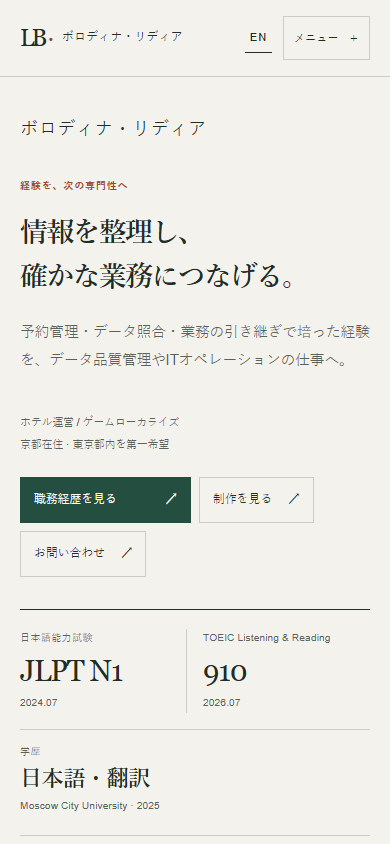 LB・ ボロディナ・リディア
EN
メニュー +
ボロディナ・リディア
経験を、次の専門性へ
情報を整理し、
確かな業務につなげる。
予約管理・データ照合・業務の引き継ぎで培った経験
を、データ品質管理やITオペレーションの仕事へ。
ホテル運営 / ゲームローカライズ
京都在住 · 東京都内を第一希望
職務経歴を見る
制作を見る
お問い合わせ
日本語能力試験
JLPT N1
2024.07
TOEIC Listening & Reading
910
2026.07
学歴
日本語・翻訳
Moscow City University · 2025